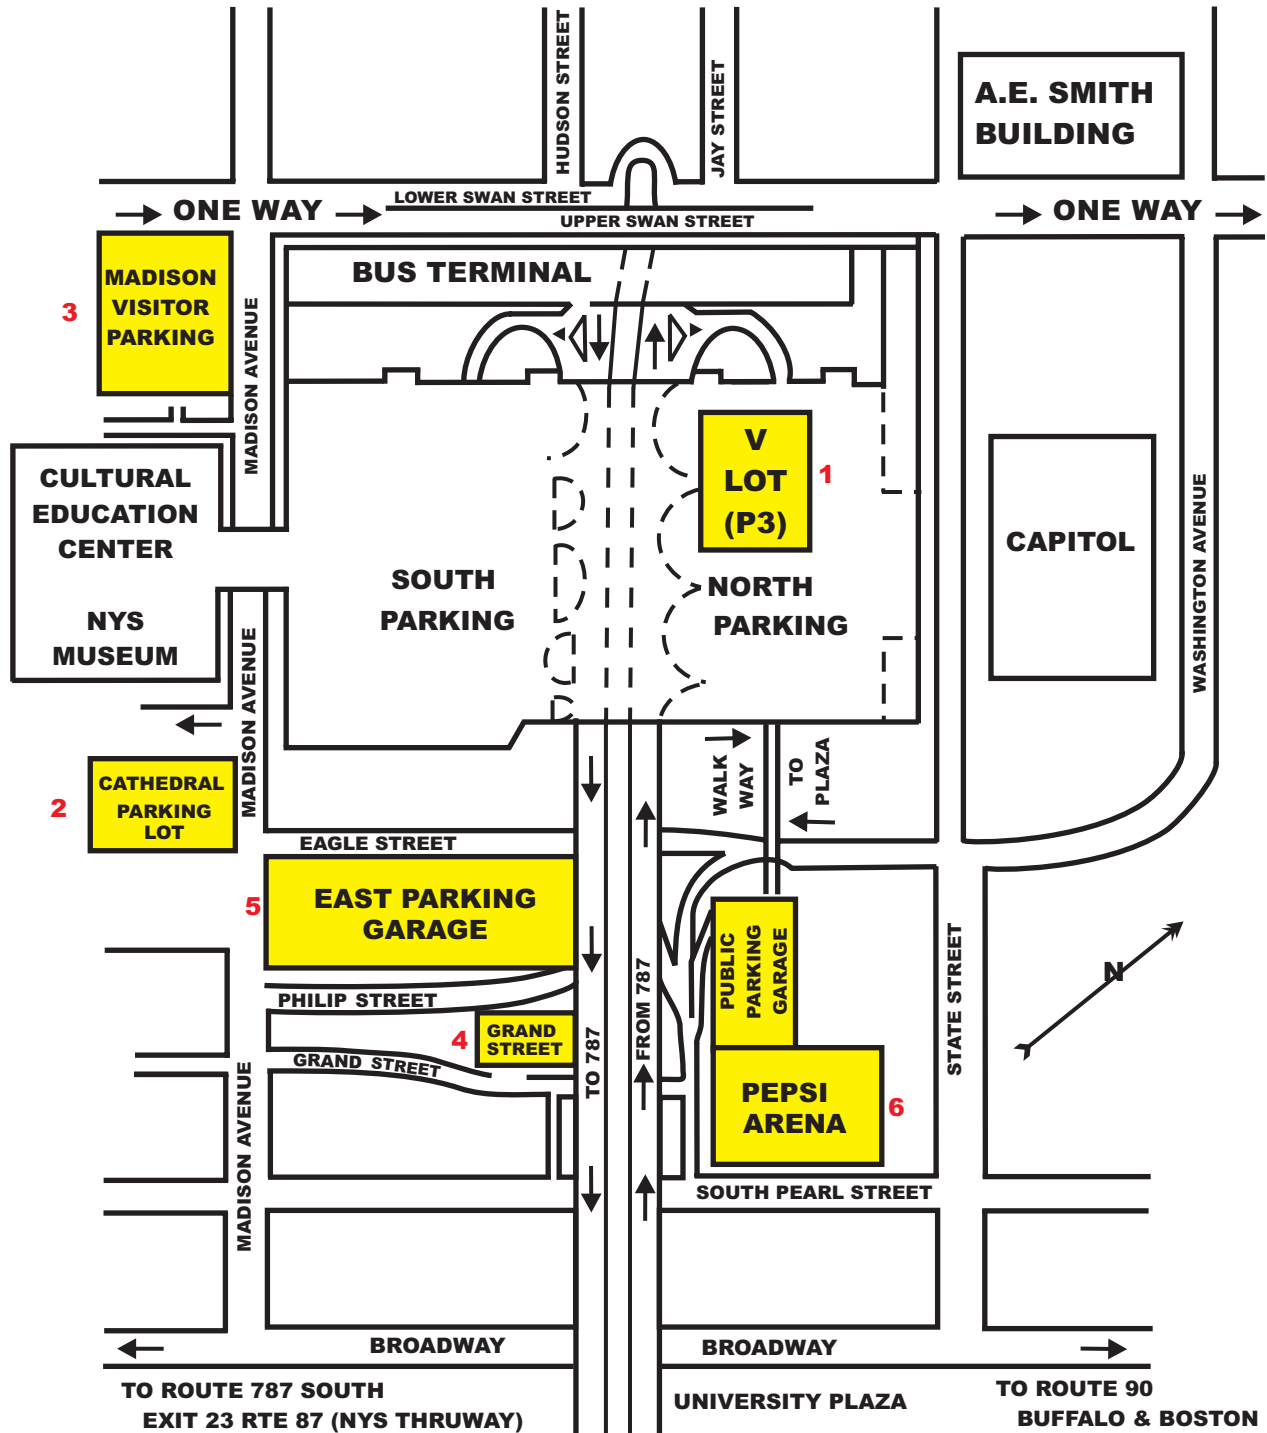 HUDSON STREET
JAY STREET
A.E. SMITH
BUILDING
LOWER SWAN STREET
ONE WAY
UPPER SWAN STREET
ONE WAY
MADISON
VISITOR
PARKING
3
MADISON AVENUE
BUS TERMINAL
V
LOT
(P3)
1
CULTURAL
EDUCATION
CENTER
NYS
MUSEUM
SOUTH
PARKING
NORTH
PARKING
CAPITOL
WASHINGTON AVENUE
MADISON AVENUE
WALK
WAY
TO
PLAZA
CATHEDRAL
PARKING
LOT
2
EAGLE STREET
5
EAST PARKING
GARAGE
PUBLIC
PARKING
GARAGE
STATE STREET
N
PHILIP STREET
4
GRAND
STREET
GRAND STREET
TO 787
FROM 787
MADISON AVENUE
PEPSI
ARENA
6
SOUTH PEARL STREET
BROADWAY
BROADWAY
TO ROUTE 787 SOUTH
EXIT 23 RTE 87 (NYS THRUWAY)
UNIVERSITY PLAZA
TO ROUTE 90
BUFFALO & BOSTON